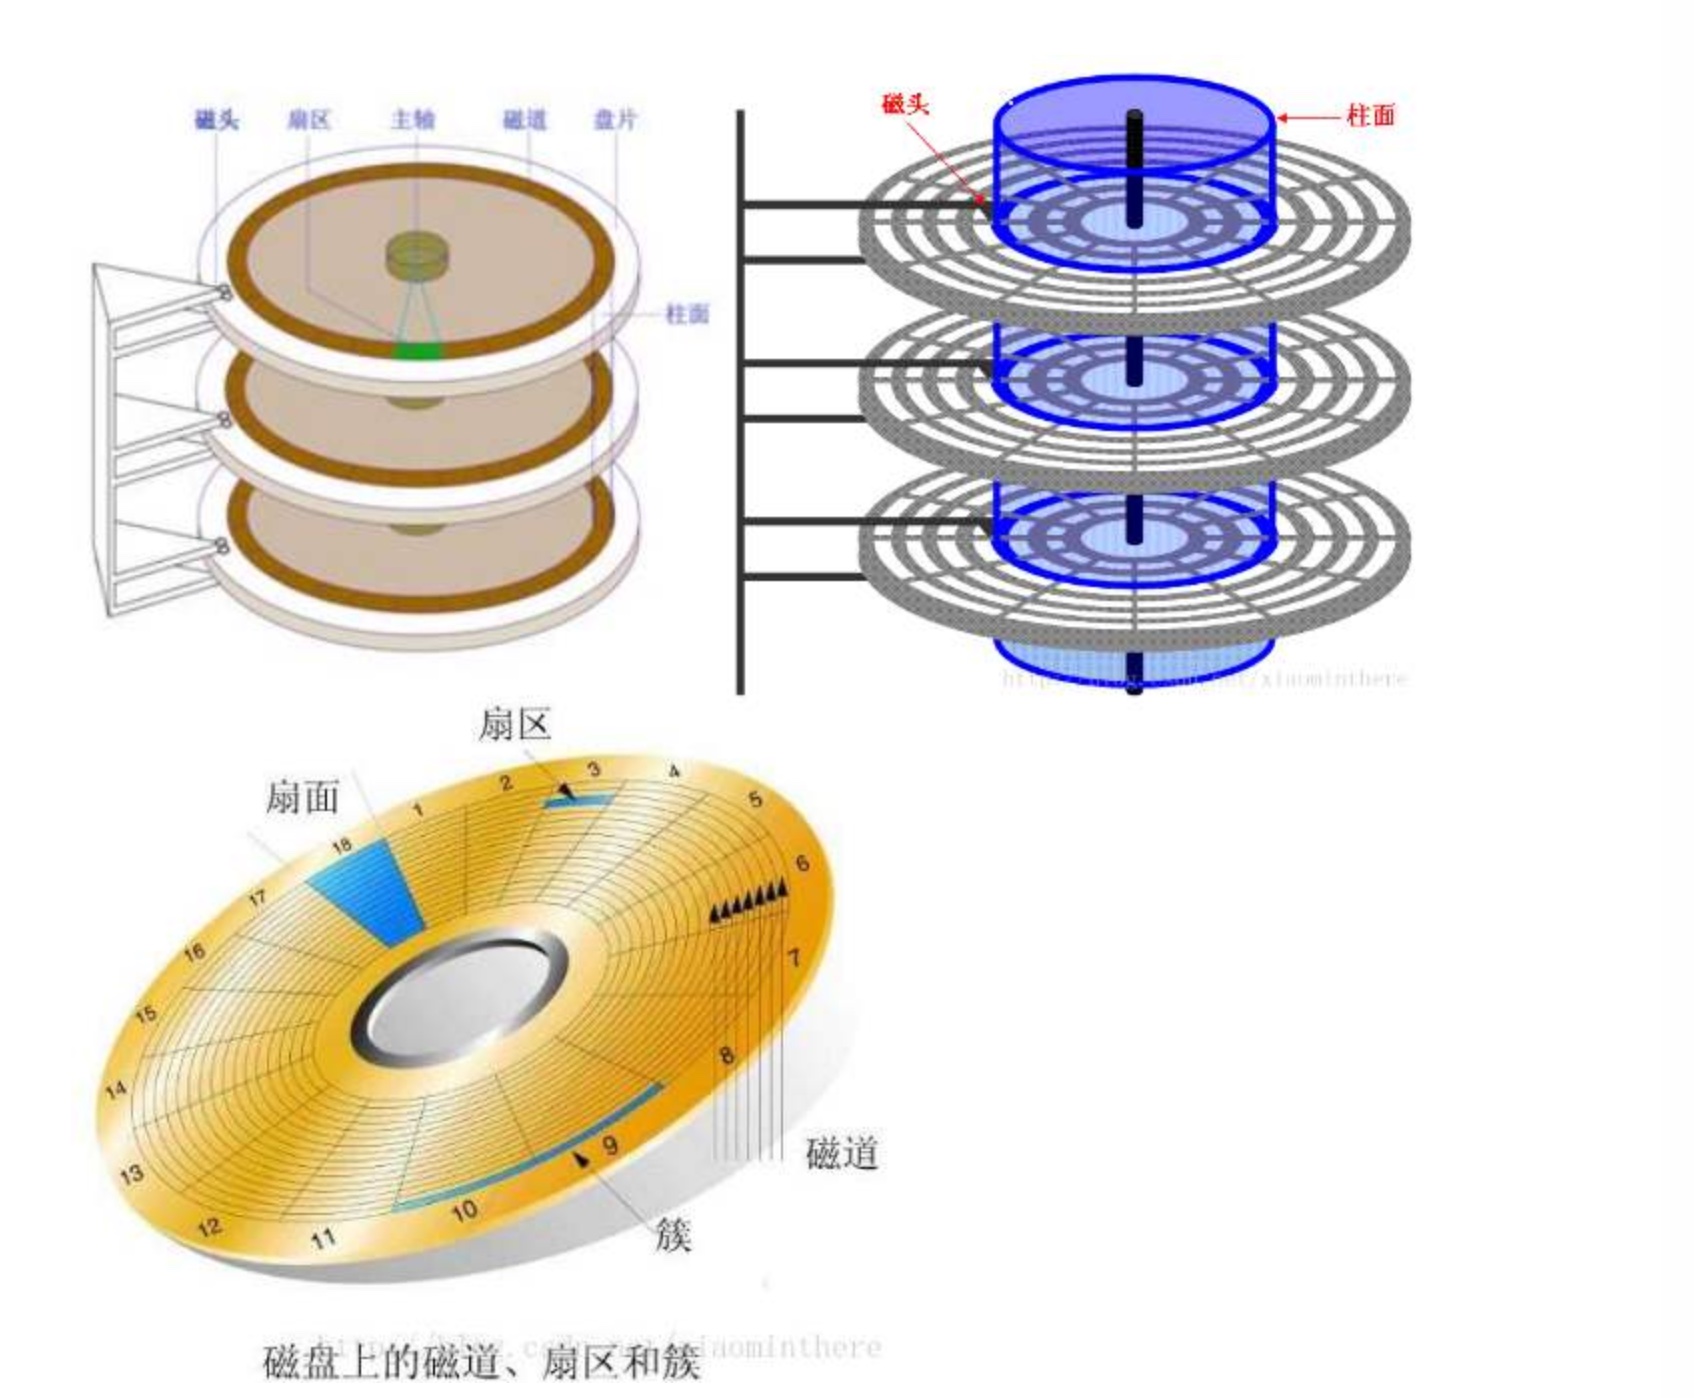 磁头 扇区 主轴 磁道 盘片
柱面
磁头
柱面
http://blog.csdn.net/xiaominthere
扇区
扇面
1
2
3
4
5
6
7
8
9
10
11
12
13
14
15
16
17
18
磁道
簇
http://blog.csdn.net/xiaominthere
磁盘上的磁道、扇区和簇